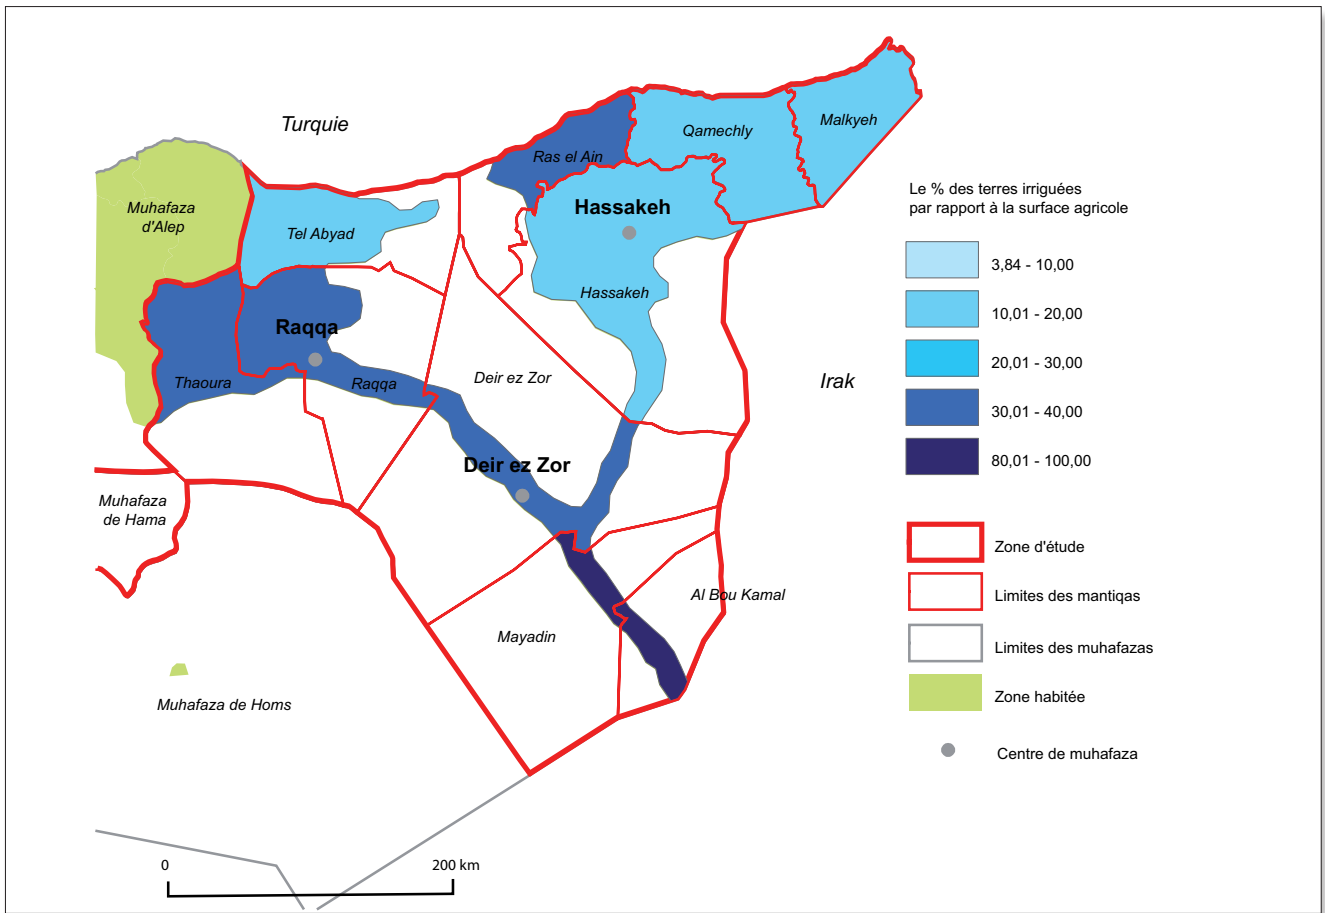 Turquie
Malkyeh
Qamechly
Ras el Ain
Muhafaza
d'Alep
Hassakeh
Tel Abyad
Hassakeh
Raqqa
Thaoura
Raqqa
Deir ez Zor
Irak
Deir ez Zor
Muhafaza
de Hama
Al Bou Kamal
Mayadin
Muhafaza de Homs
0
200 km
Le % des terres irriguées
par rapport à la surface agricole
3,84 - 10,00
10,01 - 20,00
20,01 - 30,00
30,01 - 40,00
80,01 - 100,00
Zone d'étude
Limites des mantiqas
Limites des muhafazas
Zone habitée
Centre de muhafaza